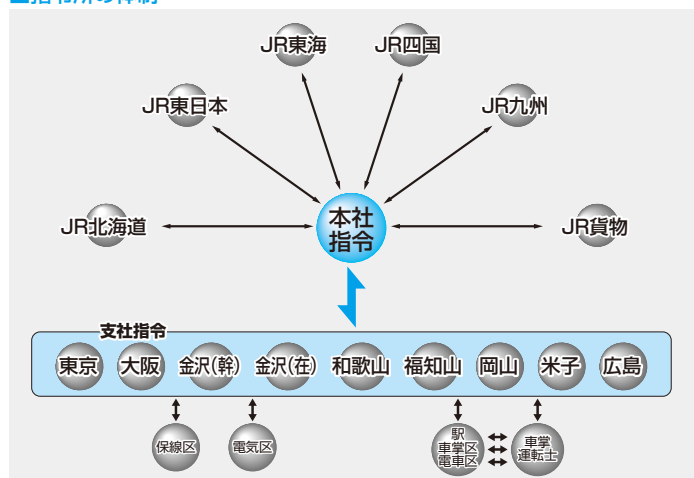 JR東海
JR四国
JR東日本
JR九州
本社
指令
JR北海道
JR貨物
支社指令
東京
大阪
金沢(幹)
金沢(在)
和歌山
福知山
岡山
米子
広島
保線区
電気区
駅
車掌区
電車区
車掌
運転士